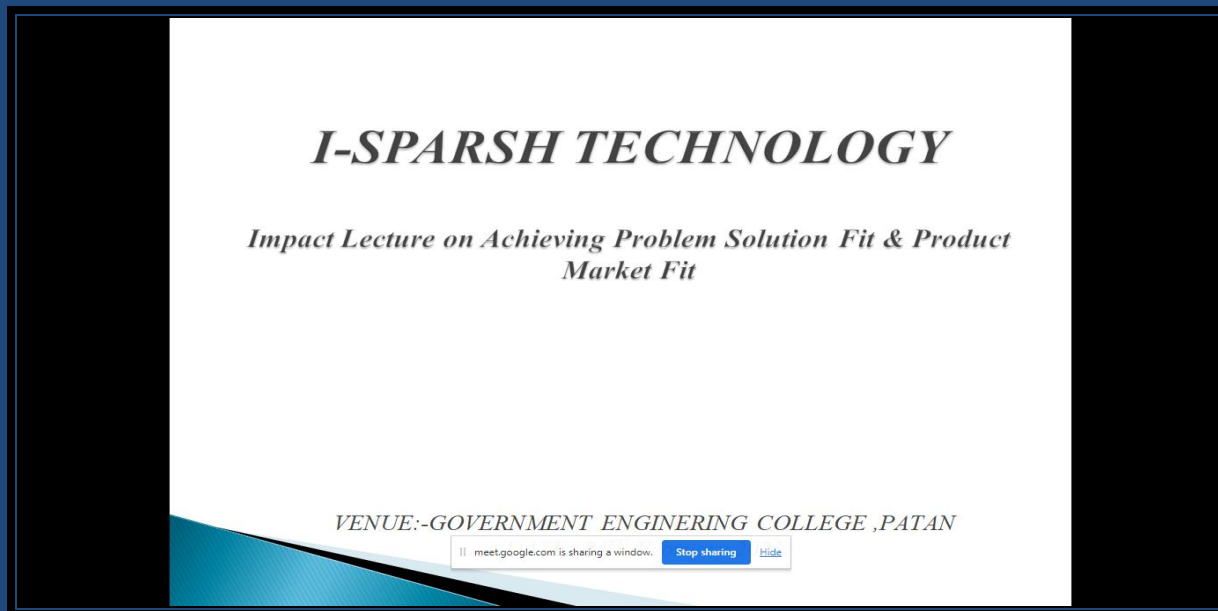 I-SPARSH TECHNOLOGY
Impact Lecture on Achieving Problem Solution Fit & Product
Market Fit
VENUE:-GOVERNMENT ENGINERING COLLEGE ,PATAN
meet.google.com is sharing a window. Stop sharing Hide